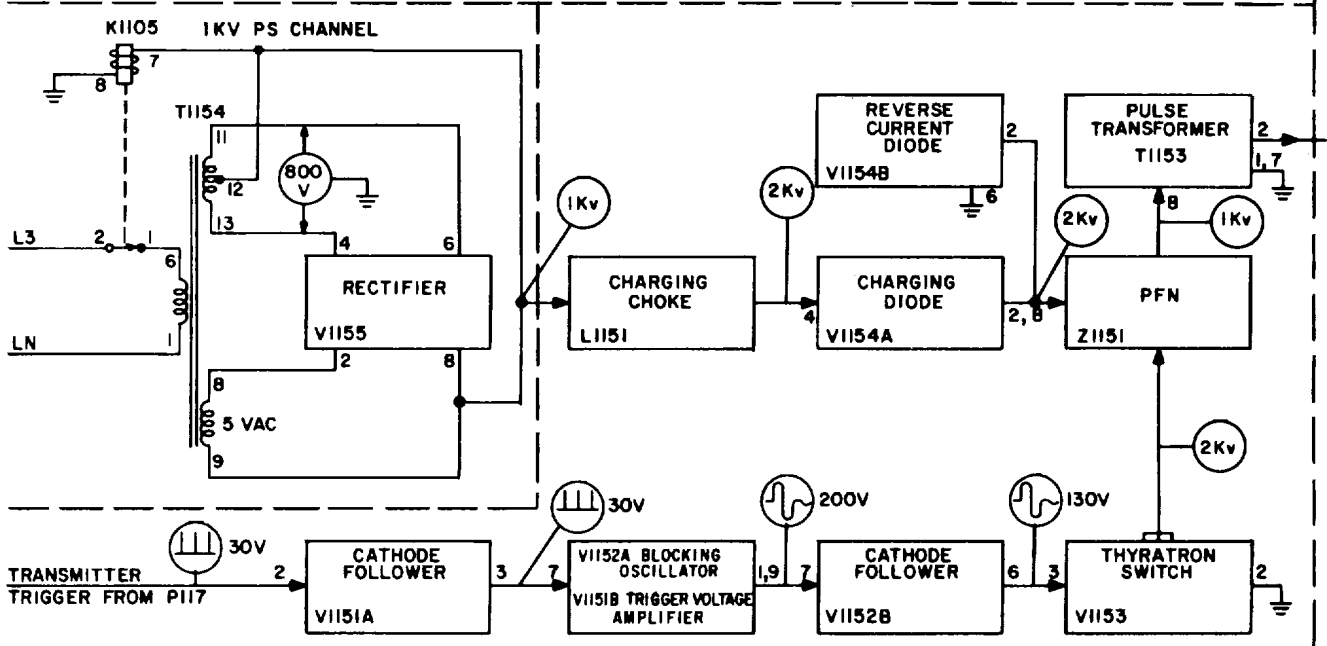 K1105
1KV PS CHANNEL
7
8
T1154
11
12
13
800
V
L3
2
1
6
LN
1
4
6
RECTIFIER
V1155
2
8
8
5 VAC
9
1Kv
CHARGING
CHOKE
L1151
2Kv
4
CHARGING
DIODE
V1154A
2, 8
REVERSE
CURRENT
DIODE
V1154B
2
6
2Kv
PULSE
TRANSFORMER
T1153
2
1,7
8
1Kv
PFN
Z1151
2Kv
TRANSMITTER
TRIGGER FROM P117
30V
2
CATHODE
FOLLOWER
V1151A
3
30V
7
V1152A BLOCKING
OSCILLATOR
V1151B TRIGGER VOLTAGE
AMPLIFIER
1,9
200V
7
CATHODE
FOLLOWER
V1152B
6
130V
3
THYRATRON
SWITCH
V1153
2